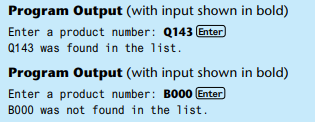 Program Output (with input shown in bold)
Enter a product number: Q143 Enter
Q143 was found in the list.
Program Output (with input shown in bold)
Enter a product number: B000 Enter
B000 was not found in the list.